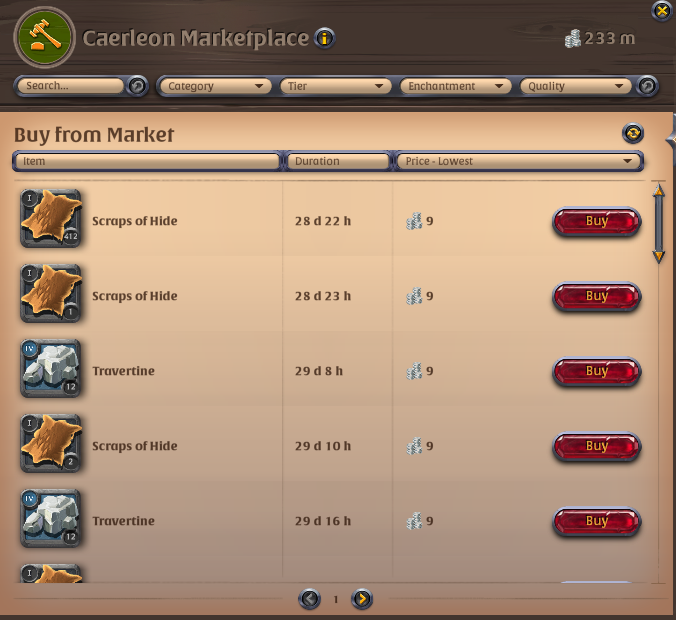 Caerleon Marketplace
233 m
Search...
Category
Tier
Enchantment
Quality
Buy from Market
Item
Duration
Price - Lowest
I
412
Scraps of Hide
28 d 22 h
9
Buy
I
1
Scraps of Hide
28 d 23 h
9
Buy
IV
12
Travertine
29 d 8 h
9
Buy
I
2
Scraps of Hide
29 d 10 h
9
Buy
IV
12
Travertine
29 d 16 h
9
Buy
I
1